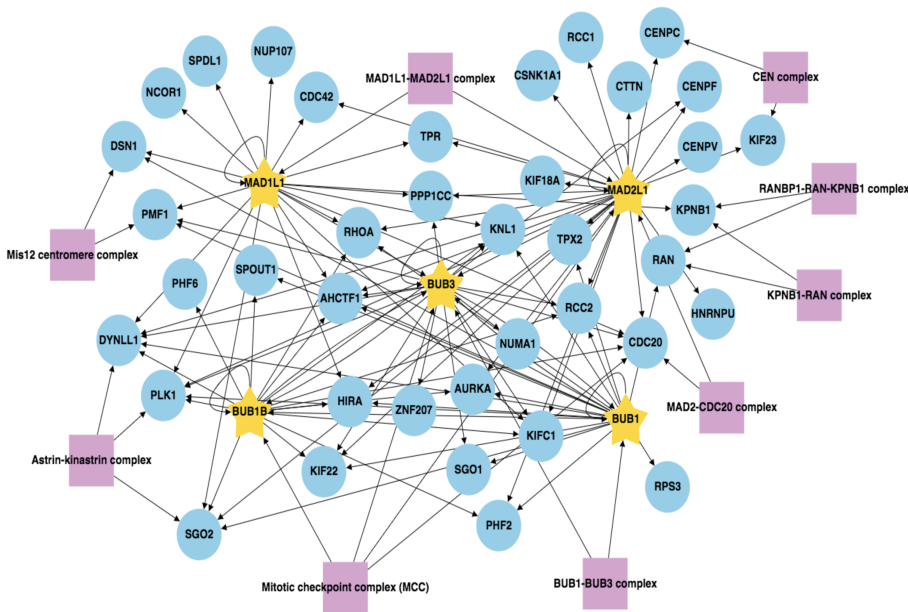 RCC1
CENPC
NUP107
SPDL1
MAD1L1-MAD2L1 complex
CSNK1A1
CEN complex
NCOR1
CDC42
CTTN
CENPF
TPR
DSN1
CENPV
KIF23
MAD1L1
KIF18A
MAD2L1
RANBP1-RAN-KPNB1 complex
PPP1CC
KPNB1
PMF1
RHOA
KNL1
TPX2
Mis12 centromere complex
SPOUT1
RAN
PHF6
BUB3
AHCTF1
KPNB1-RAN complex
RCC2
HNRNPU
DYNLL1
NUMA1
CDC20
PLK1
BUB1B
HIRA
ZNF207
AURKA
MAD2-CDC20 complex
BUB1
KIFC1
Astrin-kinastrin complex
KIF22
SGO1
RPS3
SGO2
PHF2
Mitotic checkpoint complex (MCC)
BUB1-BUB3 complex